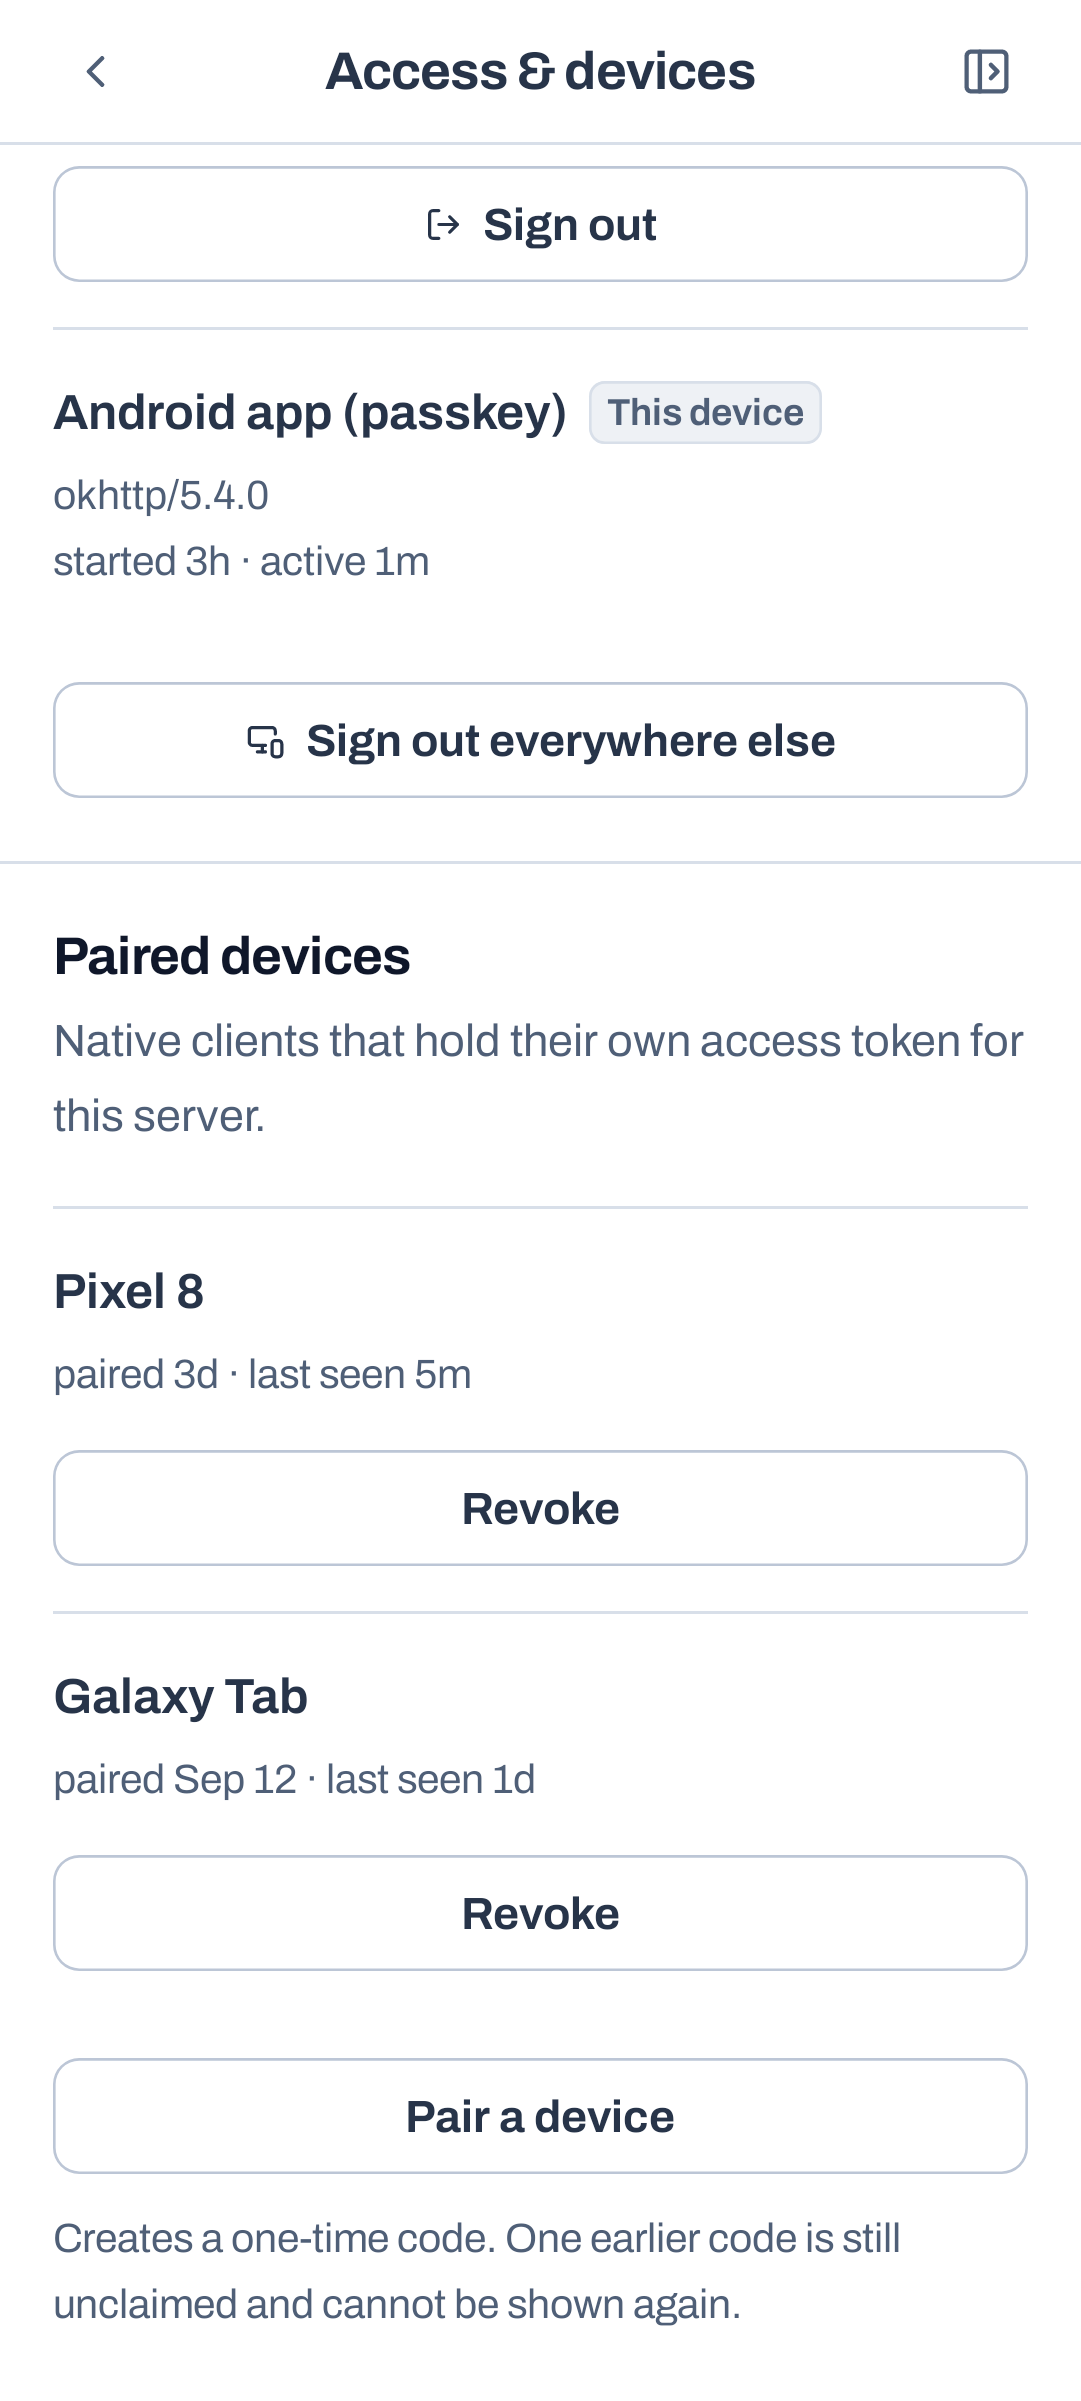 Access & devices
Sign out
Android app (passkey) This device
okhttp/5.4.0
started 3h · active 1m
Sign out everywhere else
Paired devices
Native clients that hold their own access token for
this server.
Pixel 8
paired 3d · last seen 5m
Revoke
Galaxy Tab
paired Sep 12 · last seen 1d
Revoke
Pair a device
Creates a one-time code. One earlier code is still
unclaimed and cannot be shown again.